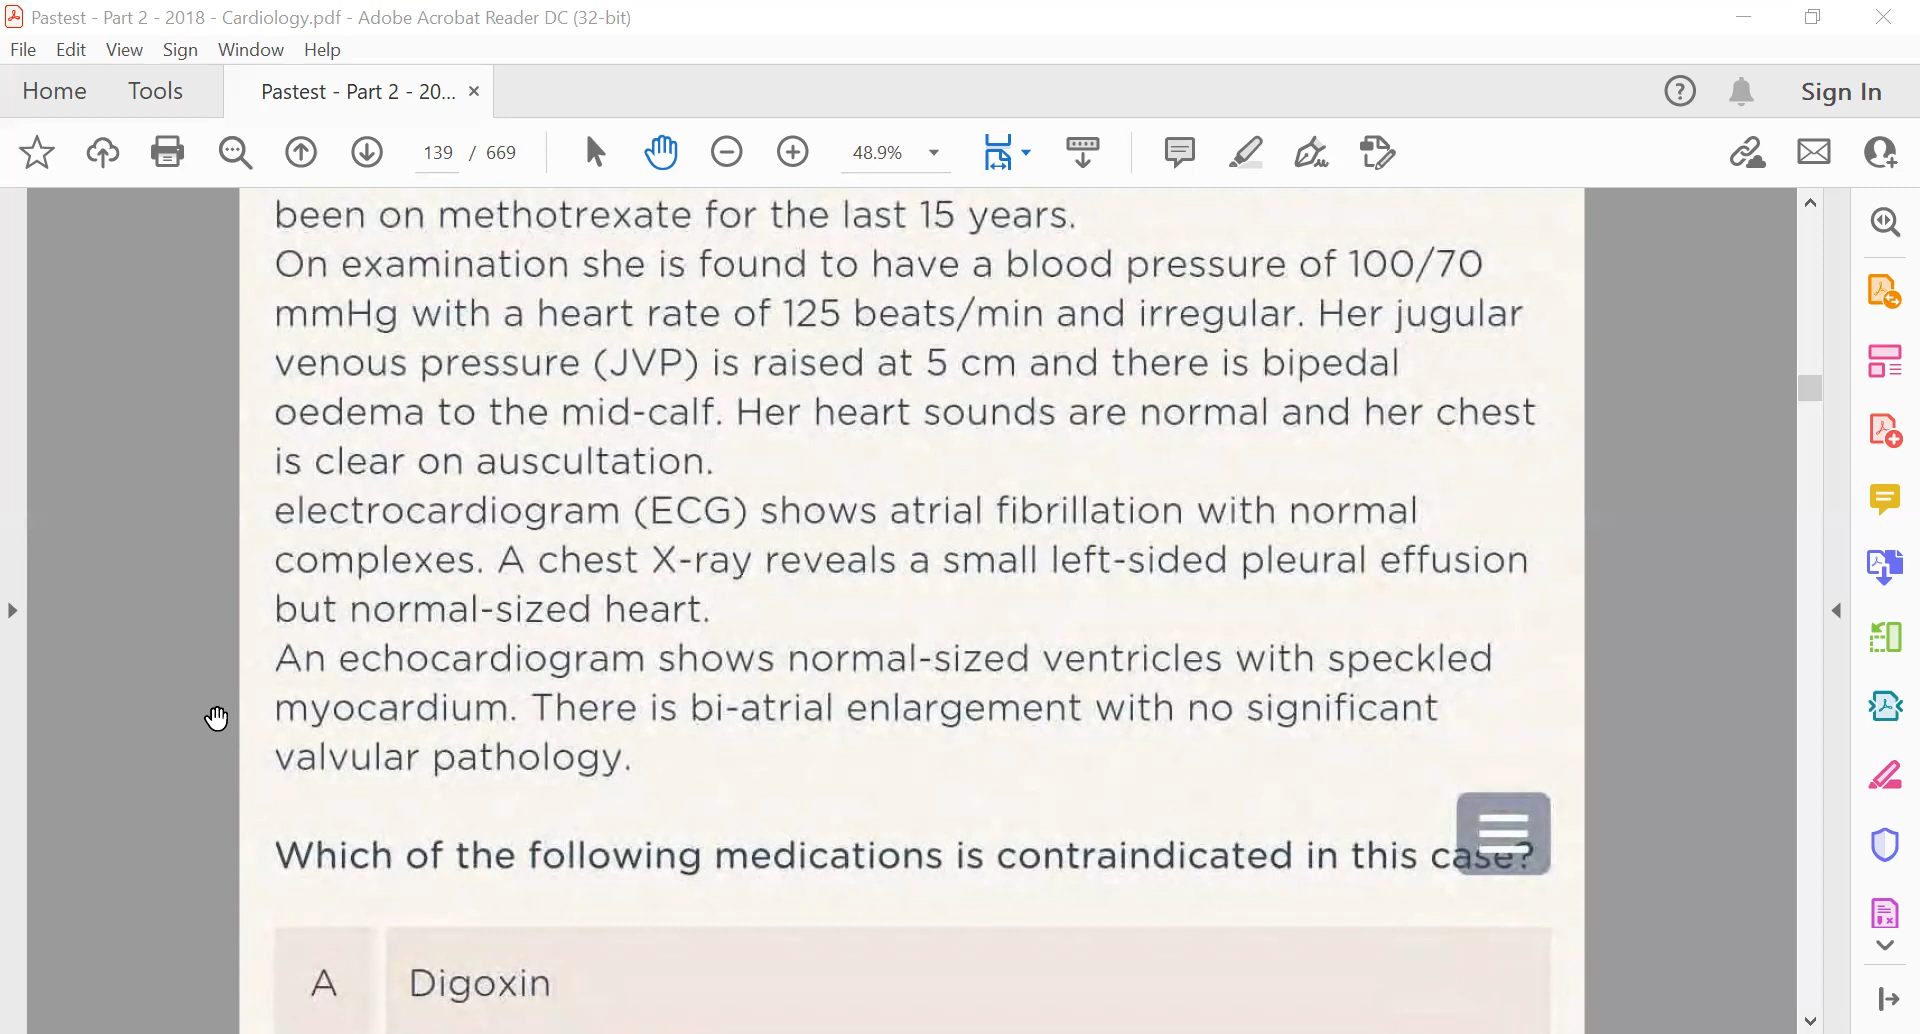 Pastest - Part 2 - 2018 - Cardiology.pdf - Adobe Acrobat Reader DC (32-bit)
File Edit View Sign Window Help
Home Tools Pastest - Part 2 - 20... × Sign In
139 / 669 48.9%
been on methotrexate for the last 15 years.
On examination she is found to have a blood pressure of 100/70
mmHg with a heart rate of 125 beats/min and irregular. Her jugular
venous pressure (JVP) is raised at 5 cm and there is bipedal
oedema to the mid-calf. Her heart sounds are normal and her chest
is clear on auscultation.
electrocardiogram (ECG) shows atrial fibrillation with normal
complexes. A chest X-ray reveals a small left-sided pleural effusion
but normal-sized heart.
An echocardiogram shows normal-sized ventricles with speckled
myocardium. There is bi-atrial enlargement with no significant
valvular pathology.
Which of the following medications is contraindicated in this case?
A Digoxin